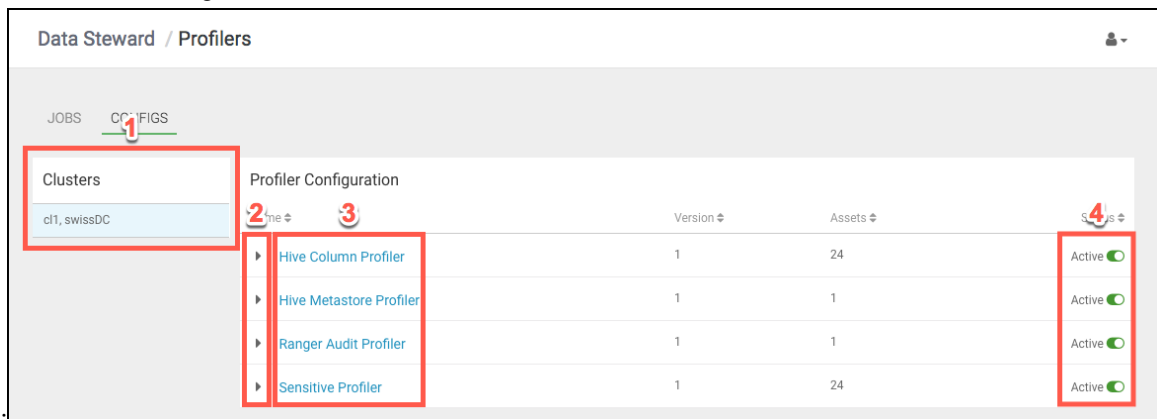 Data Steward / Profilers
JOBS CONFIGS
1
Clusters
Profiler Configuration
cl1, swissDC
2 me 3 Version Assets S 4 s
Hive Column Profiler 1 24 Active
Hive Metastore Profiler 1 1 Active
Ranger Audit Profiler 1 1 Active
Sensitive Profiler 1 24 Active
.